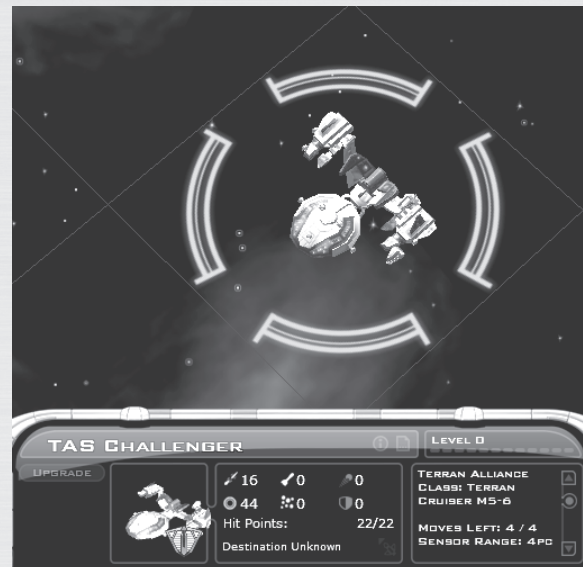 TAS CHALLENGER
LEVEL 0
UPGRADE
16 0 0
44 0 0
Hit Points: 22/22
Destination Unknown
TERRAN ALLIANCE
CLASS: TERRAN
CRUISER M5-6
MOVES LEFT: 4 / 4
SENSOR RANGE: 4PC